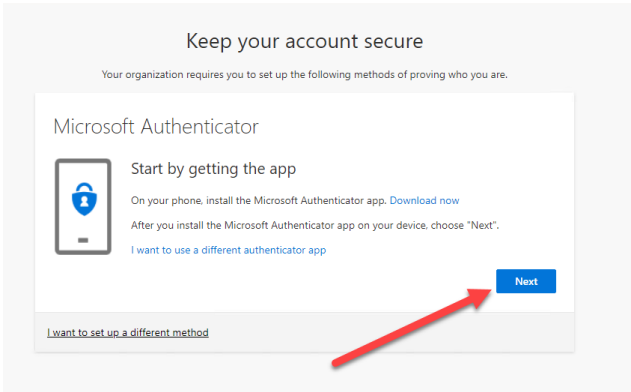 Keep your account secure
Your organization requires you to set up the following methods of proving who you are.
Microsoft Authenticator
Start by getting the app
On your phone, install the Microsoft Authenticator app. Download now
After you install the Microsoft Authenticator app on your device, choose "Next".
I want to use a different authenticator app
Next
I want to set up a different method